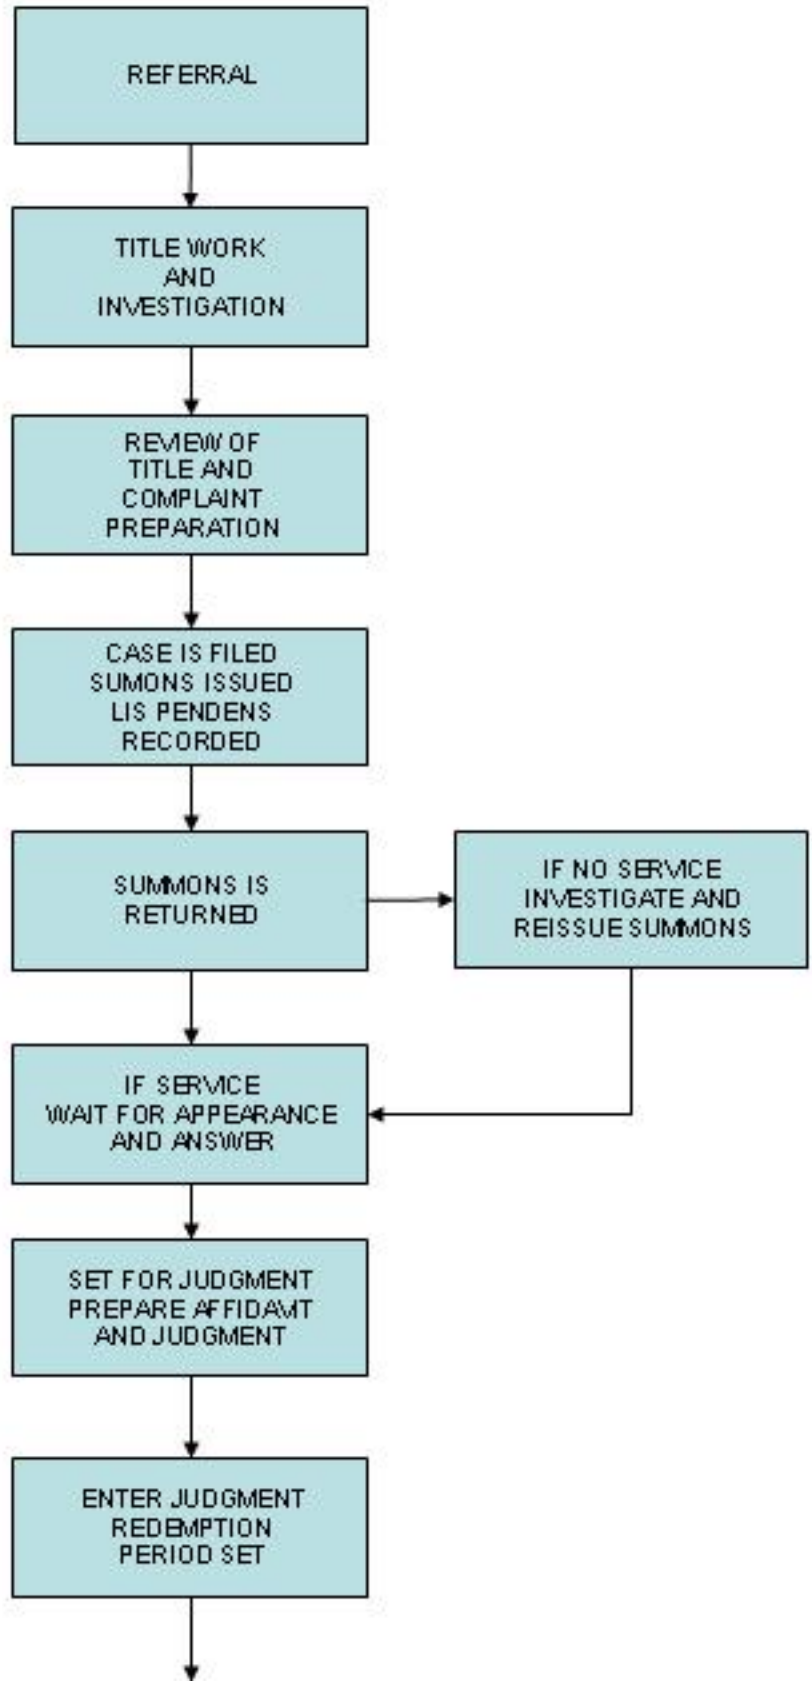 REFERRAL
TITLE WORK
AND
INVESTIGATION
REVIEW OF
TITLE AND
COMPLAINT
PREPARATION
CASE IS FILED
SUMONS ISSUED
LIS PENDENS
RECORDED
SUMMONS IS
RETURNED
IF NO SERVICE
INVESTIGATE AND
REISSUE SUMMONS
IF SERVICE
WAIT FOR APPEARANCE
AND ANSWER
SET FOR JUDGMENT
PREPARE AFFIDAVIT
AND JUDGMENT
ENTER JUDGMENT
REDEMPTION
PERIOD SET